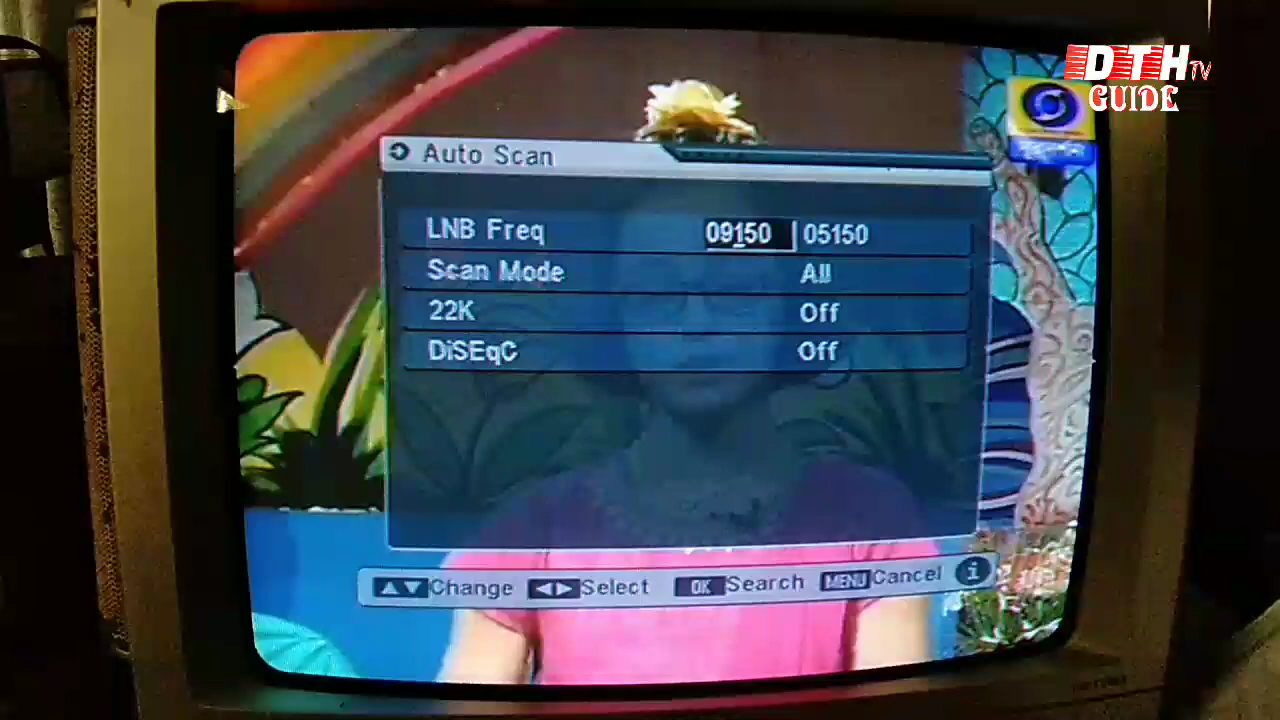 DTH TV
GUIDE
Auto Scan
LNB Freq 09150 05150
Scan Mode All
22K Off
DiSEqC Off
Change Select OK Search MENU Cancel i